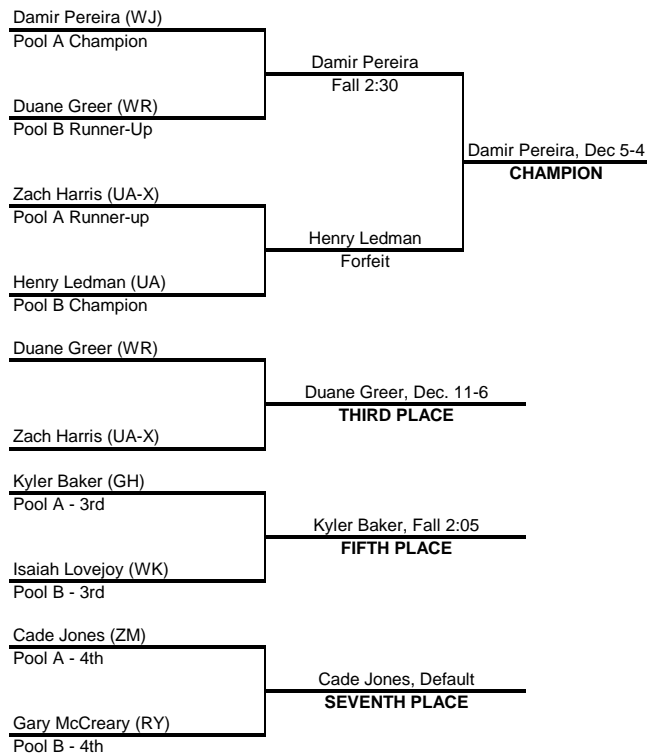 Damir Pereira (WJ)
Pool A Champion
Damir Pereira
Fall 2:30
Duane Greer (WR)
Pool B Runner-Up
Damir Pereira, Dec 5-4
CHAMPION
Zach Harris (UA-X)
Pool A Runner-up
Henry Ledman
Forfeit
Henry Ledman (UA)
Pool B Champion
Duane Greer (WR)
Duane Greer, Dec. 11-6
THIRD PLACE
Zach Harris (UA-X)
Kyler Baker (GH)
Pool A - 3rd
Kyler Baker, Fall 2:05
FIFTH PLACE
Isaiah Lovejoy (WK)
Pool B - 3rd
Cade Jones (ZM)
Pool A - 4th
Cade Jones, Default
SEVENTH PLACE
Gary McCreary (RY)
Pool B - 4th